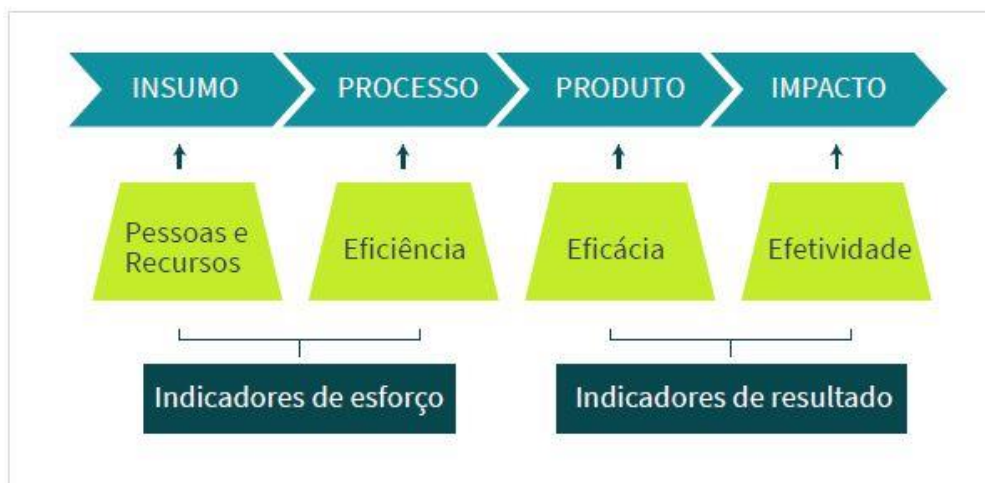 INSUMO
PROCESSO
PRODUTO
IMPACTO
Pessoas e
Recursos
Eficiência
Eficácia
Efetividade
Indicadores de esforço
Indicadores de resultado